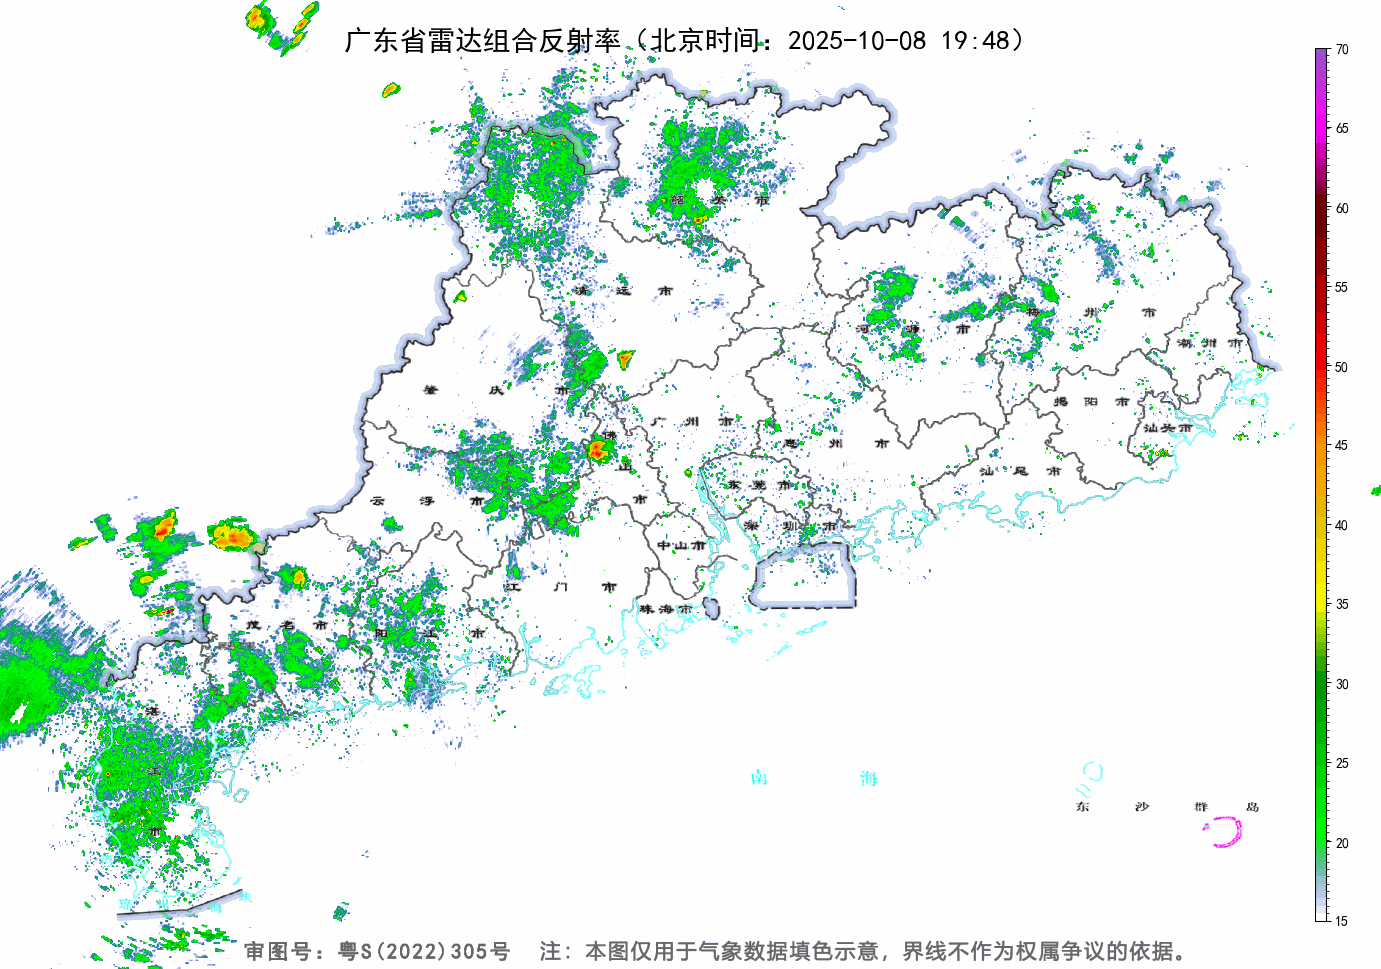 广东省雷达组合反射率（北京时间：2025-10-08 19:48）
70
65
60
55
50
45
40
35
30
25
20
15
韶关市
清远市
河源市
梅州市
潮州市
肇庆市
广州市
佛山市
惠州市
揭阳市
汕头市
汕尾市
云浮市
东莞市
深圳市
中山市
江门市
珠海市
茂名市
阳江市
湛江市
南海
东沙群岛
琼州海峡
审图号：粤S(2022)305号 注：本图仅用于气象数据填色示意，界线不作为权属争议的依据。